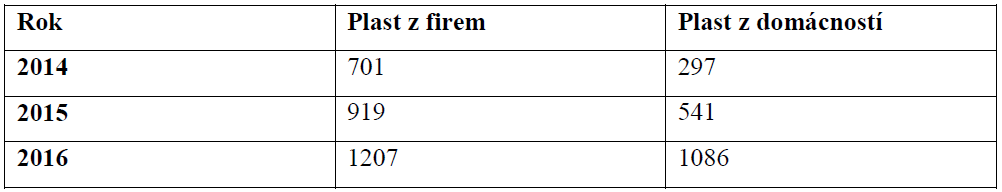 Rok Plast z firem Plast z domácností
2014 701 297
2015 919 541
2016 1207 1086